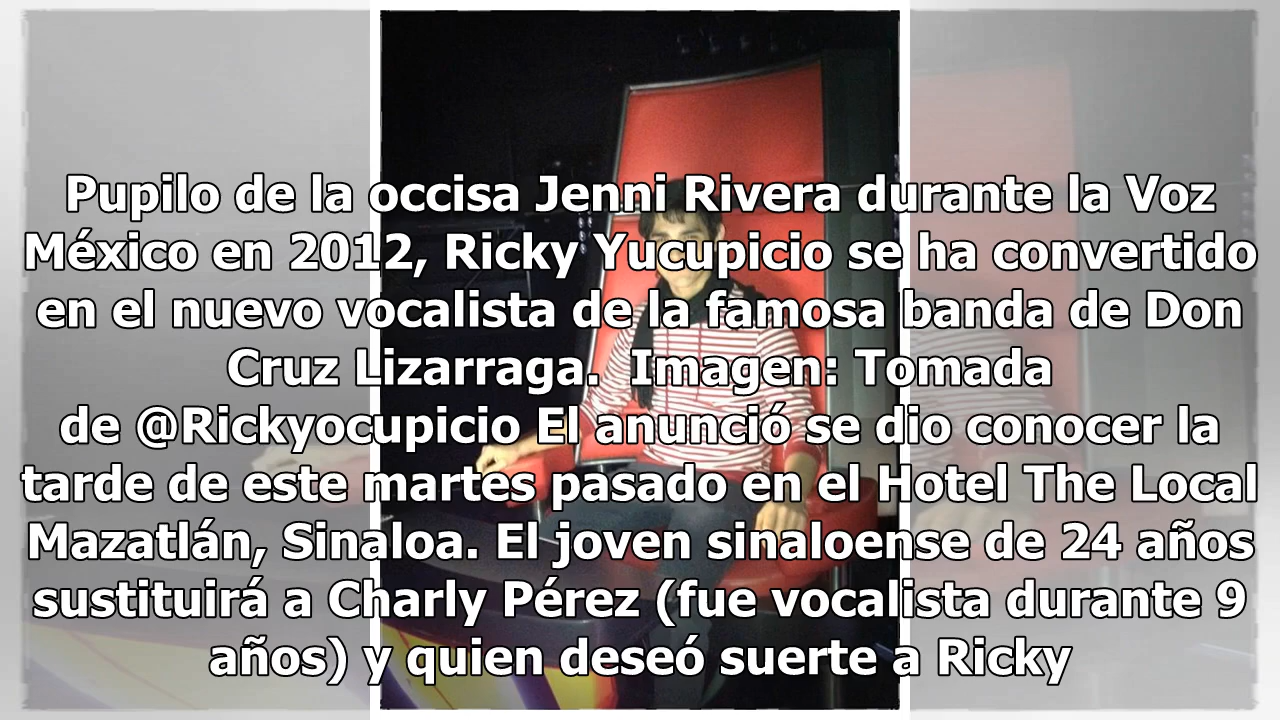 Pupilo de la occisa Jenni Rivera durante la Voz
México en 2012, Ricky Yucupicio se ha convertido
en el nuevo vocalista de la famosa banda de Don
Cruz Lizarraga.  Imagen: Tomada
de @Rickyocupicio El anunció se dio conocer la
tarde de este martes pasado en el Hotel The Local
Mazatlán, Sinaloa. El joven sinaloense de 24 años
sustituirá a Charly Pérez (fue vocalista durante 9
años) y quien deseó suerte a Ricky